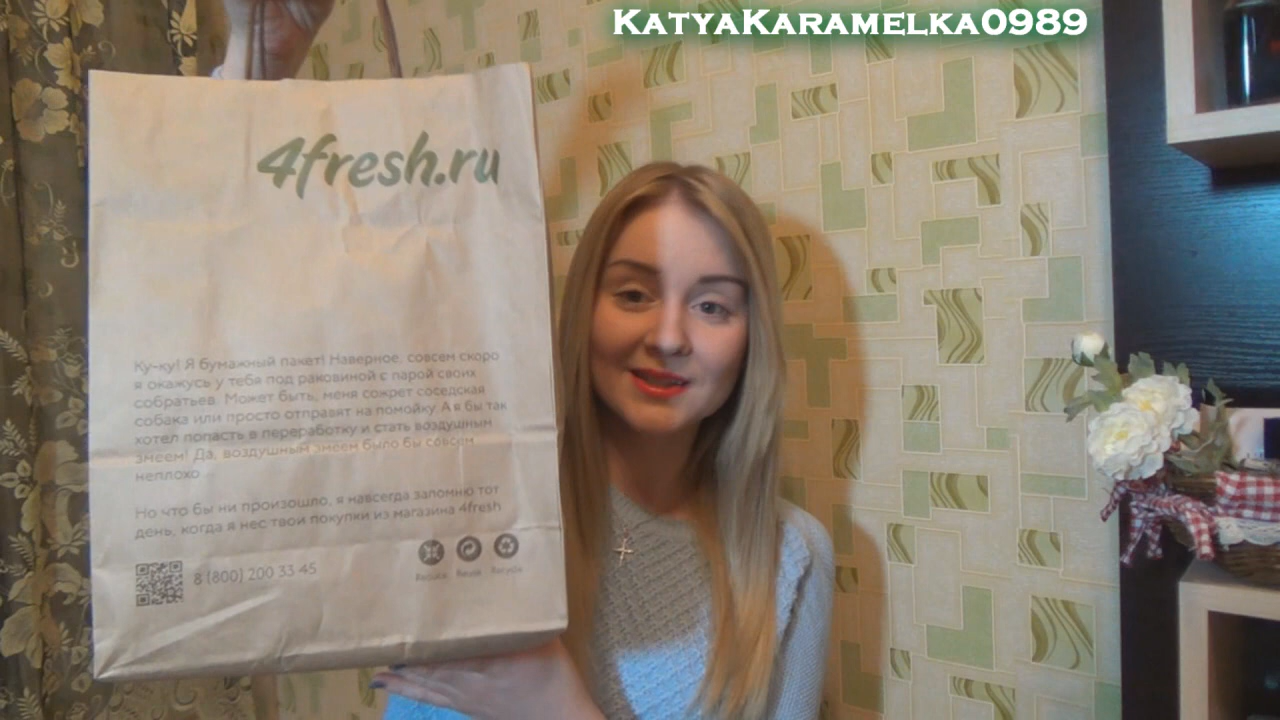 KatyaKaramelka0989
4fresh.ru
Ку-ку! Я бумажный пакет! Наверное, совсем скоро
я окажусь у тебя под раковиной с парой своих
собратьев. Может быть, меня сожрет соседская
собака или просто отправят на помойку. А я бы так
хотел попасть в переработку и стать воздушным
змеем! Да, воздушным змеем было бы совсем
неплохо...
Но что бы ни произошло, я навсегда запомню тот
день, когда я нес твои покупки из магазина 4fresh
8 (800) 200 33 45
Reduce Reuse Recycle